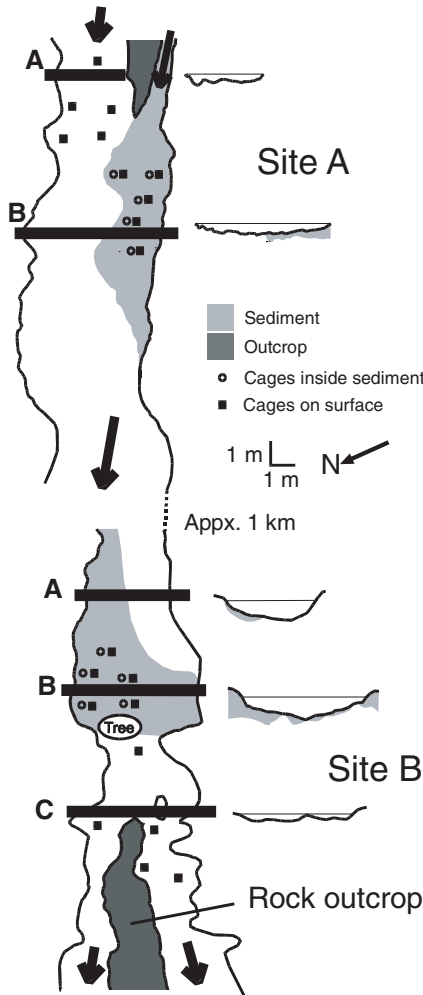 A
Site A
B
Sediment
Outcrop
Cages inside sediment
Cages on surface
1 m
1 m
N
Appx. 1 km
A
B
Tree
Site B
C
Rock outcrop